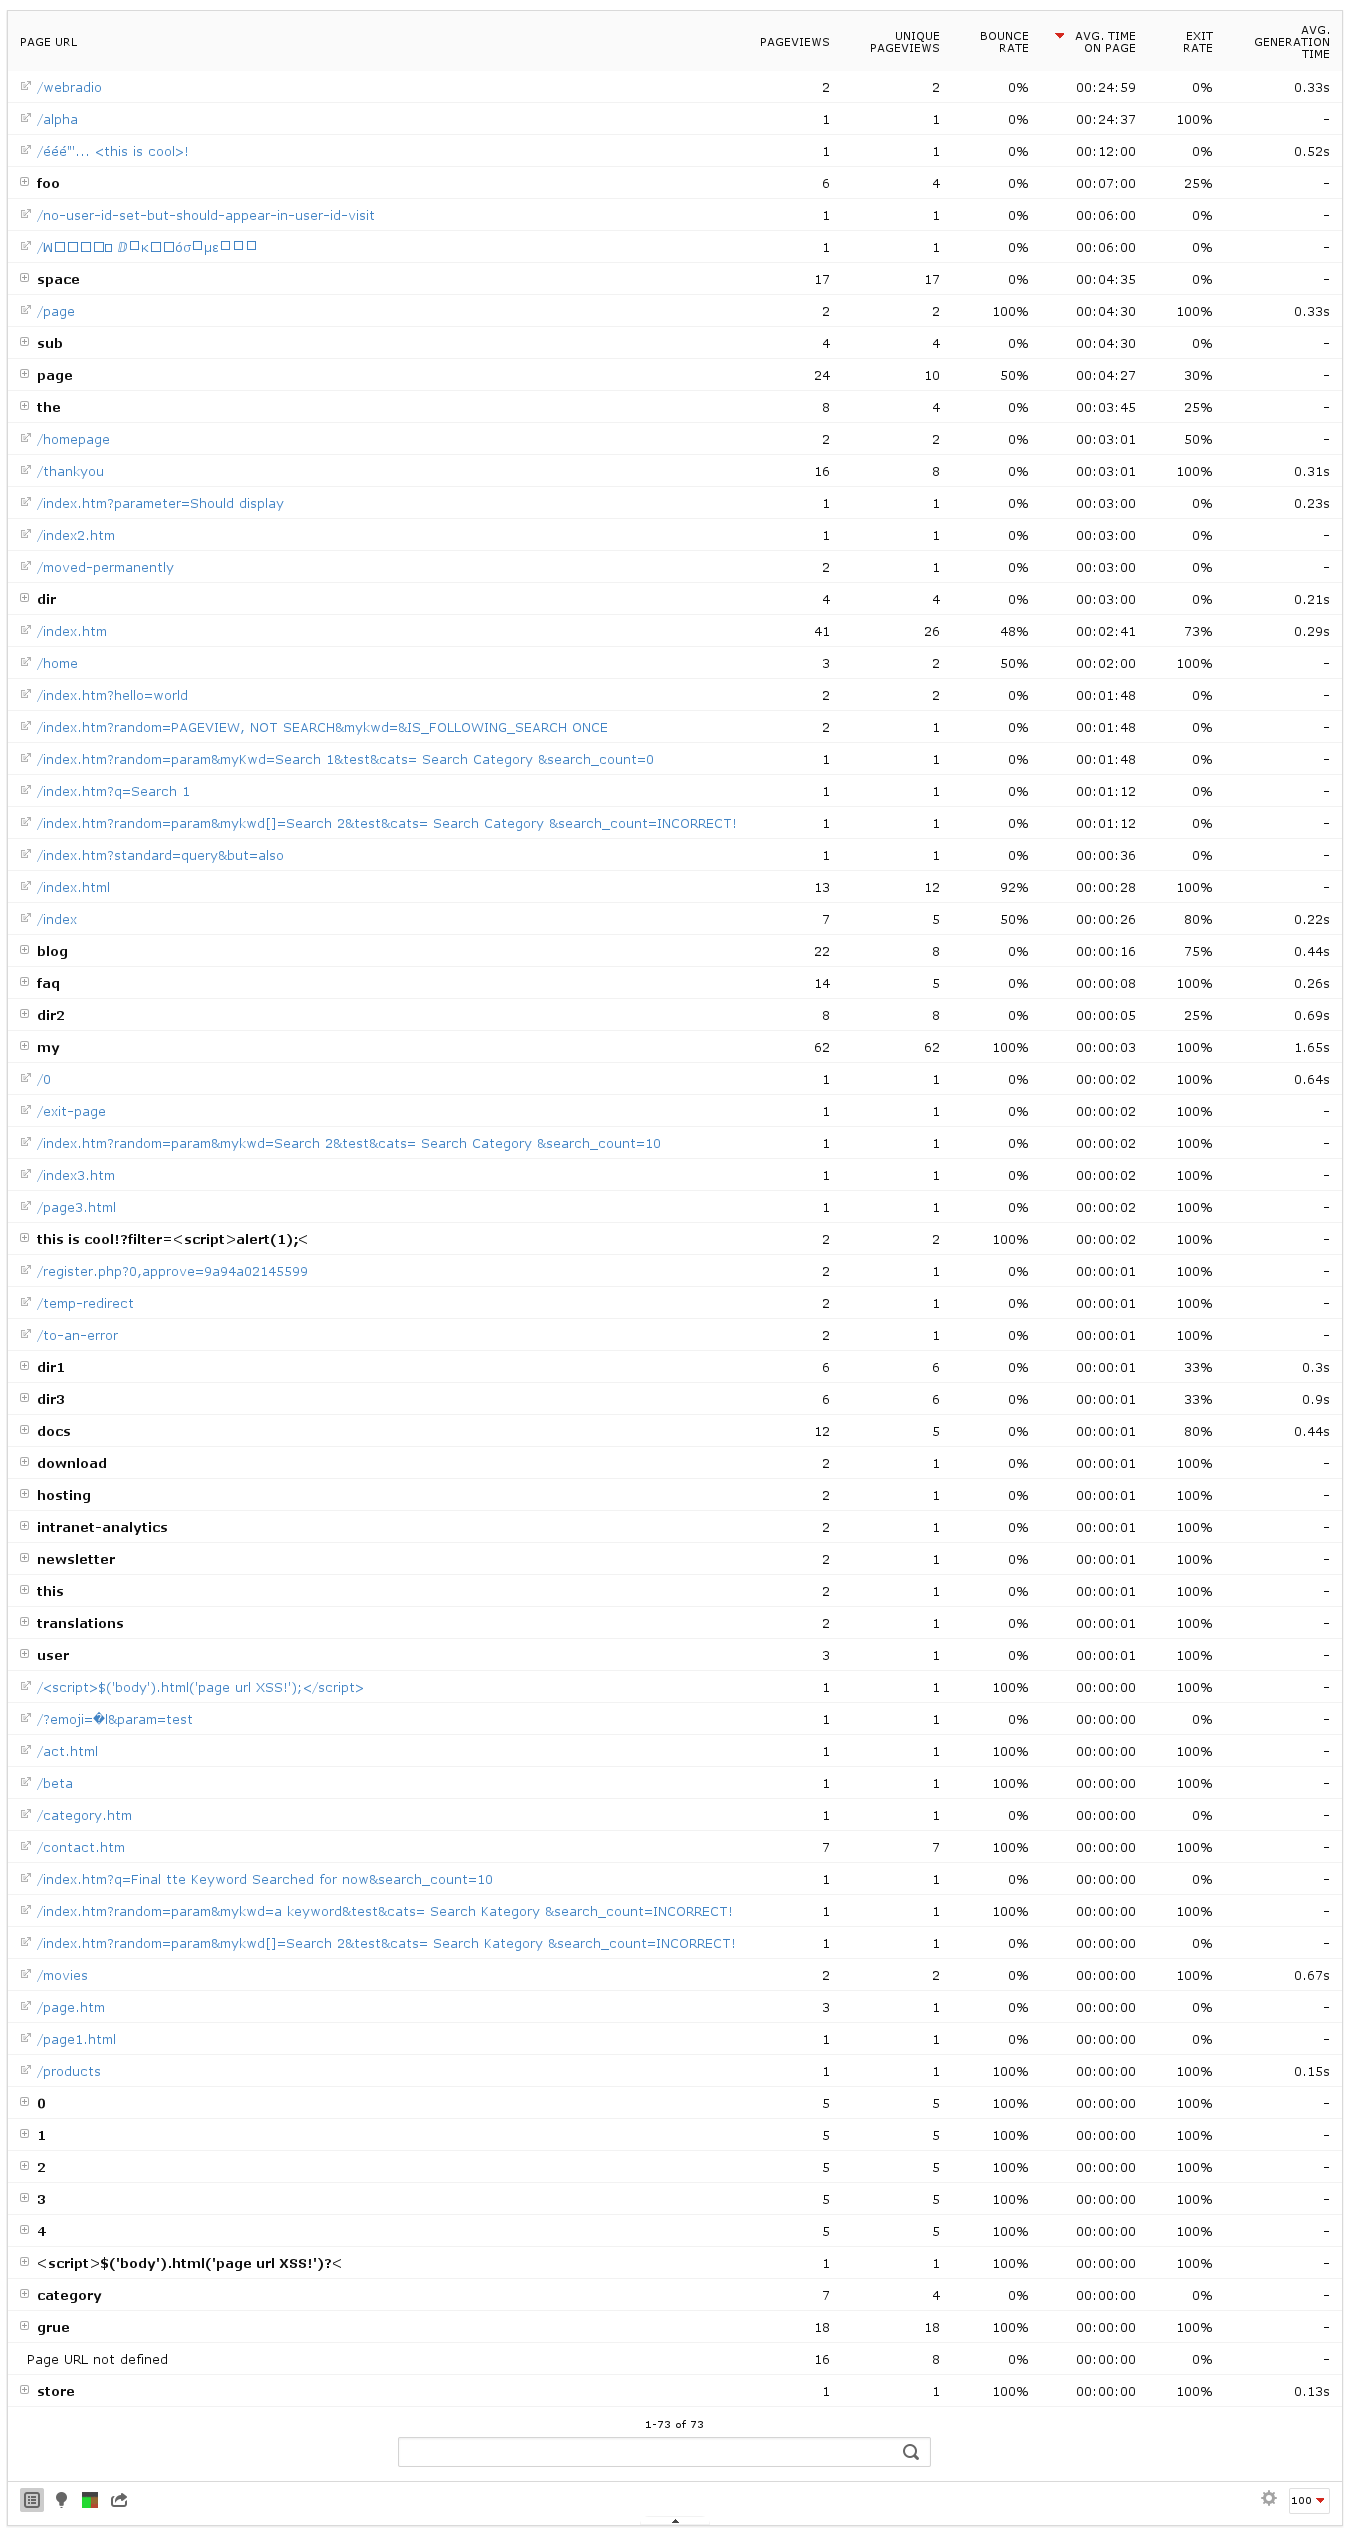 PAGE URL PAGEVIEWS UNIQUE PAGEVIEWS BOUNCE RATE AVG. TIME ON PAGE EXIT RATE AVG. GENERATION TIME
/webradio 2 2 0% 00:24:59 0% 0.33s
/alpha 1 1 0% 00:24:37 100% -
/ééé"'... <this is cool>! 1 1 0% 00:12:00 0% 0.52s
foo 6 4 0% 00:07:00 25% -
/no-user-id-set-but-should-appear-in-user-id-visit 1 1 0% 00:06:00 0% -
1 1 0% 00:06:00 0% -
space 17 17 0% 00:04:35 0% -
/page 2 2 100% 00:04:30 100% 0.33s
sub 4 4 0% 00:04:30 0% -
page 24 10 50% 00:04:27 30% -
the 8 4 0% 00:03:45 25% -
/homepage 2 2 0% 00:03:01 50% -
/thankyou 16 8 0% 00:03:01 100% 0.31s
/index.htm?parameter=Should display 1 1 0% 00:03:00 0% 0.23s
/index2.htm 1 1 0% 00:03:00 0% -
/moved-permanently 2 1 0% 00:03:00 0% -
dir 4 4 0% 00:03:00 0% 0.21s
/index.htm 41 26 48% 00:02:41 73% 0.29s
/home 3 2 50% 00:02:00 100% -
/index.htm?hello=world 2 2 0% 00:01:48 0% -
/index.htm?random=PAGEVIEW, NOT SEARCH&mykwd=&IS_FOLLOWING_SEARCH ONCE 2 1 0% 00:01:48 0% -
/index.htm?random=param&myKwd=Search 1&test&cats= Search Category &search_count=0 1 1 0% 00:01:48 0% -
/index.htm?q=Search 1 1 1 0% 00:01:12 0% -
/index.htm?random=param&mykwd[]=Search 2&test&cats= Search Category &search_count=INCORRECT! 1 1 0% 00:01:12 0% -
/index.htm?standard=query&but=also 1 1 0% 00:00:36 0% -
/index.html 13 12 92% 00:00:28 100% -
/index 7 5 50% 00:00:26 80% 0.22s
blog 22 8 0% 00:00:16 75% 0.44s
faq 14 5 0% 00:00:08 100% 0.26s
dir2 8 8 0% 00:00:05 25% 0.69s
my 62 62 100% 00:00:03 100% 1.65s
/0 1 1 0% 00:00:02 100% 0.64s
/exit-page 1 1 0% 00:00:02 100% -
/index.htm?random=param&mykwd=Search 2&test&cats= Search Category &search_count=10 1 1 0% 00:00:02 100% -
/index3.htm 1 1 0% 00:00:02 100% -
/page3.html 1 1 0% 00:00:02 100% -
this is cool!?filter=<script>alert(1);< 2 2 100% 00:00:02 100% -
/register.php?0,approve=9a94a02145599 2 1 0% 00:00:01 100% -
/temp-redirect 2 1 0% 00:00:01 100% -
/to-an-error 2 1 0% 00:00:01 100% -
dir1 6 6 0% 00:00:01 33% 0.3s
dir3 6 6 0% 00:00:01 33% 0.9s
docs 12 5 0% 00:00:01 80% 0.44s
download 2 1 0% 00:00:01 100% -
hosting 2 1 0% 00:00:01 100% -
intranet-analytics 2 1 0% 00:00:01 100% -
newsletter 2 1 0% 00:00:01 100% -
this 2 1 0% 00:00:01 100% -
translations 2 1 0% 00:00:01 100% -
user 3 1 0% 00:00:01 100% -
/<script>$('body').html('page url XSS!');</script> 1 1 100% 00:00:00 100% -
/?emoji=�l&param=test 1 1 0% 00:00:00 0% -
/act.html 1 1 100% 00:00:00 100% -
/beta 1 1 100% 00:00:00 100% -
/category.htm 1 1 0% 00:00:00 0% -
/contact.htm 7 7 100% 00:00:00 100% -
/index.htm?q=Final tte Keyword Searched for now&search_count=10 1 1 0% 00:00:00 0% -
/index.htm?random=param&mykwd=a keyword&test&cats= Search Kategory &search_count=INCORRECT! 1 1 100% 00:00:00 100% -
/index.htm?random=param&mykwd[]=Search 2&test&cats= Search Kategory &search_count=INCORRECT! 1 1 0% 00:00:00 0% -
/movies 2 2 0% 00:00:00 100% 0.67s
/page.htm 3 1 0% 00:00:00 0% -
/page1.html 1 1 0% 00:00:00 0% -
/products 1 1 100% 00:00:00 100% 0.15s
0 5 5 100% 00:00:00 100% -
1 5 5 100% 00:00:00 100% -
2 5 5 100% 00:00:00 100% -
3 5 5 100% 00:00:00 100% -
4 5 5 100% 00:00:00 100% -
<script>$('body').html('page url XSS!')?< 1 1 100% 00:00:00 100% -
category 7 4 0% 00:00:00 0% -
grue 18 18 100% 00:00:00 100% -
Page URL not defined 16 8 0% 00:00:00 0% -
store 1 1 100% 00:00:00 100% 0.13s
1-73 of 73
100